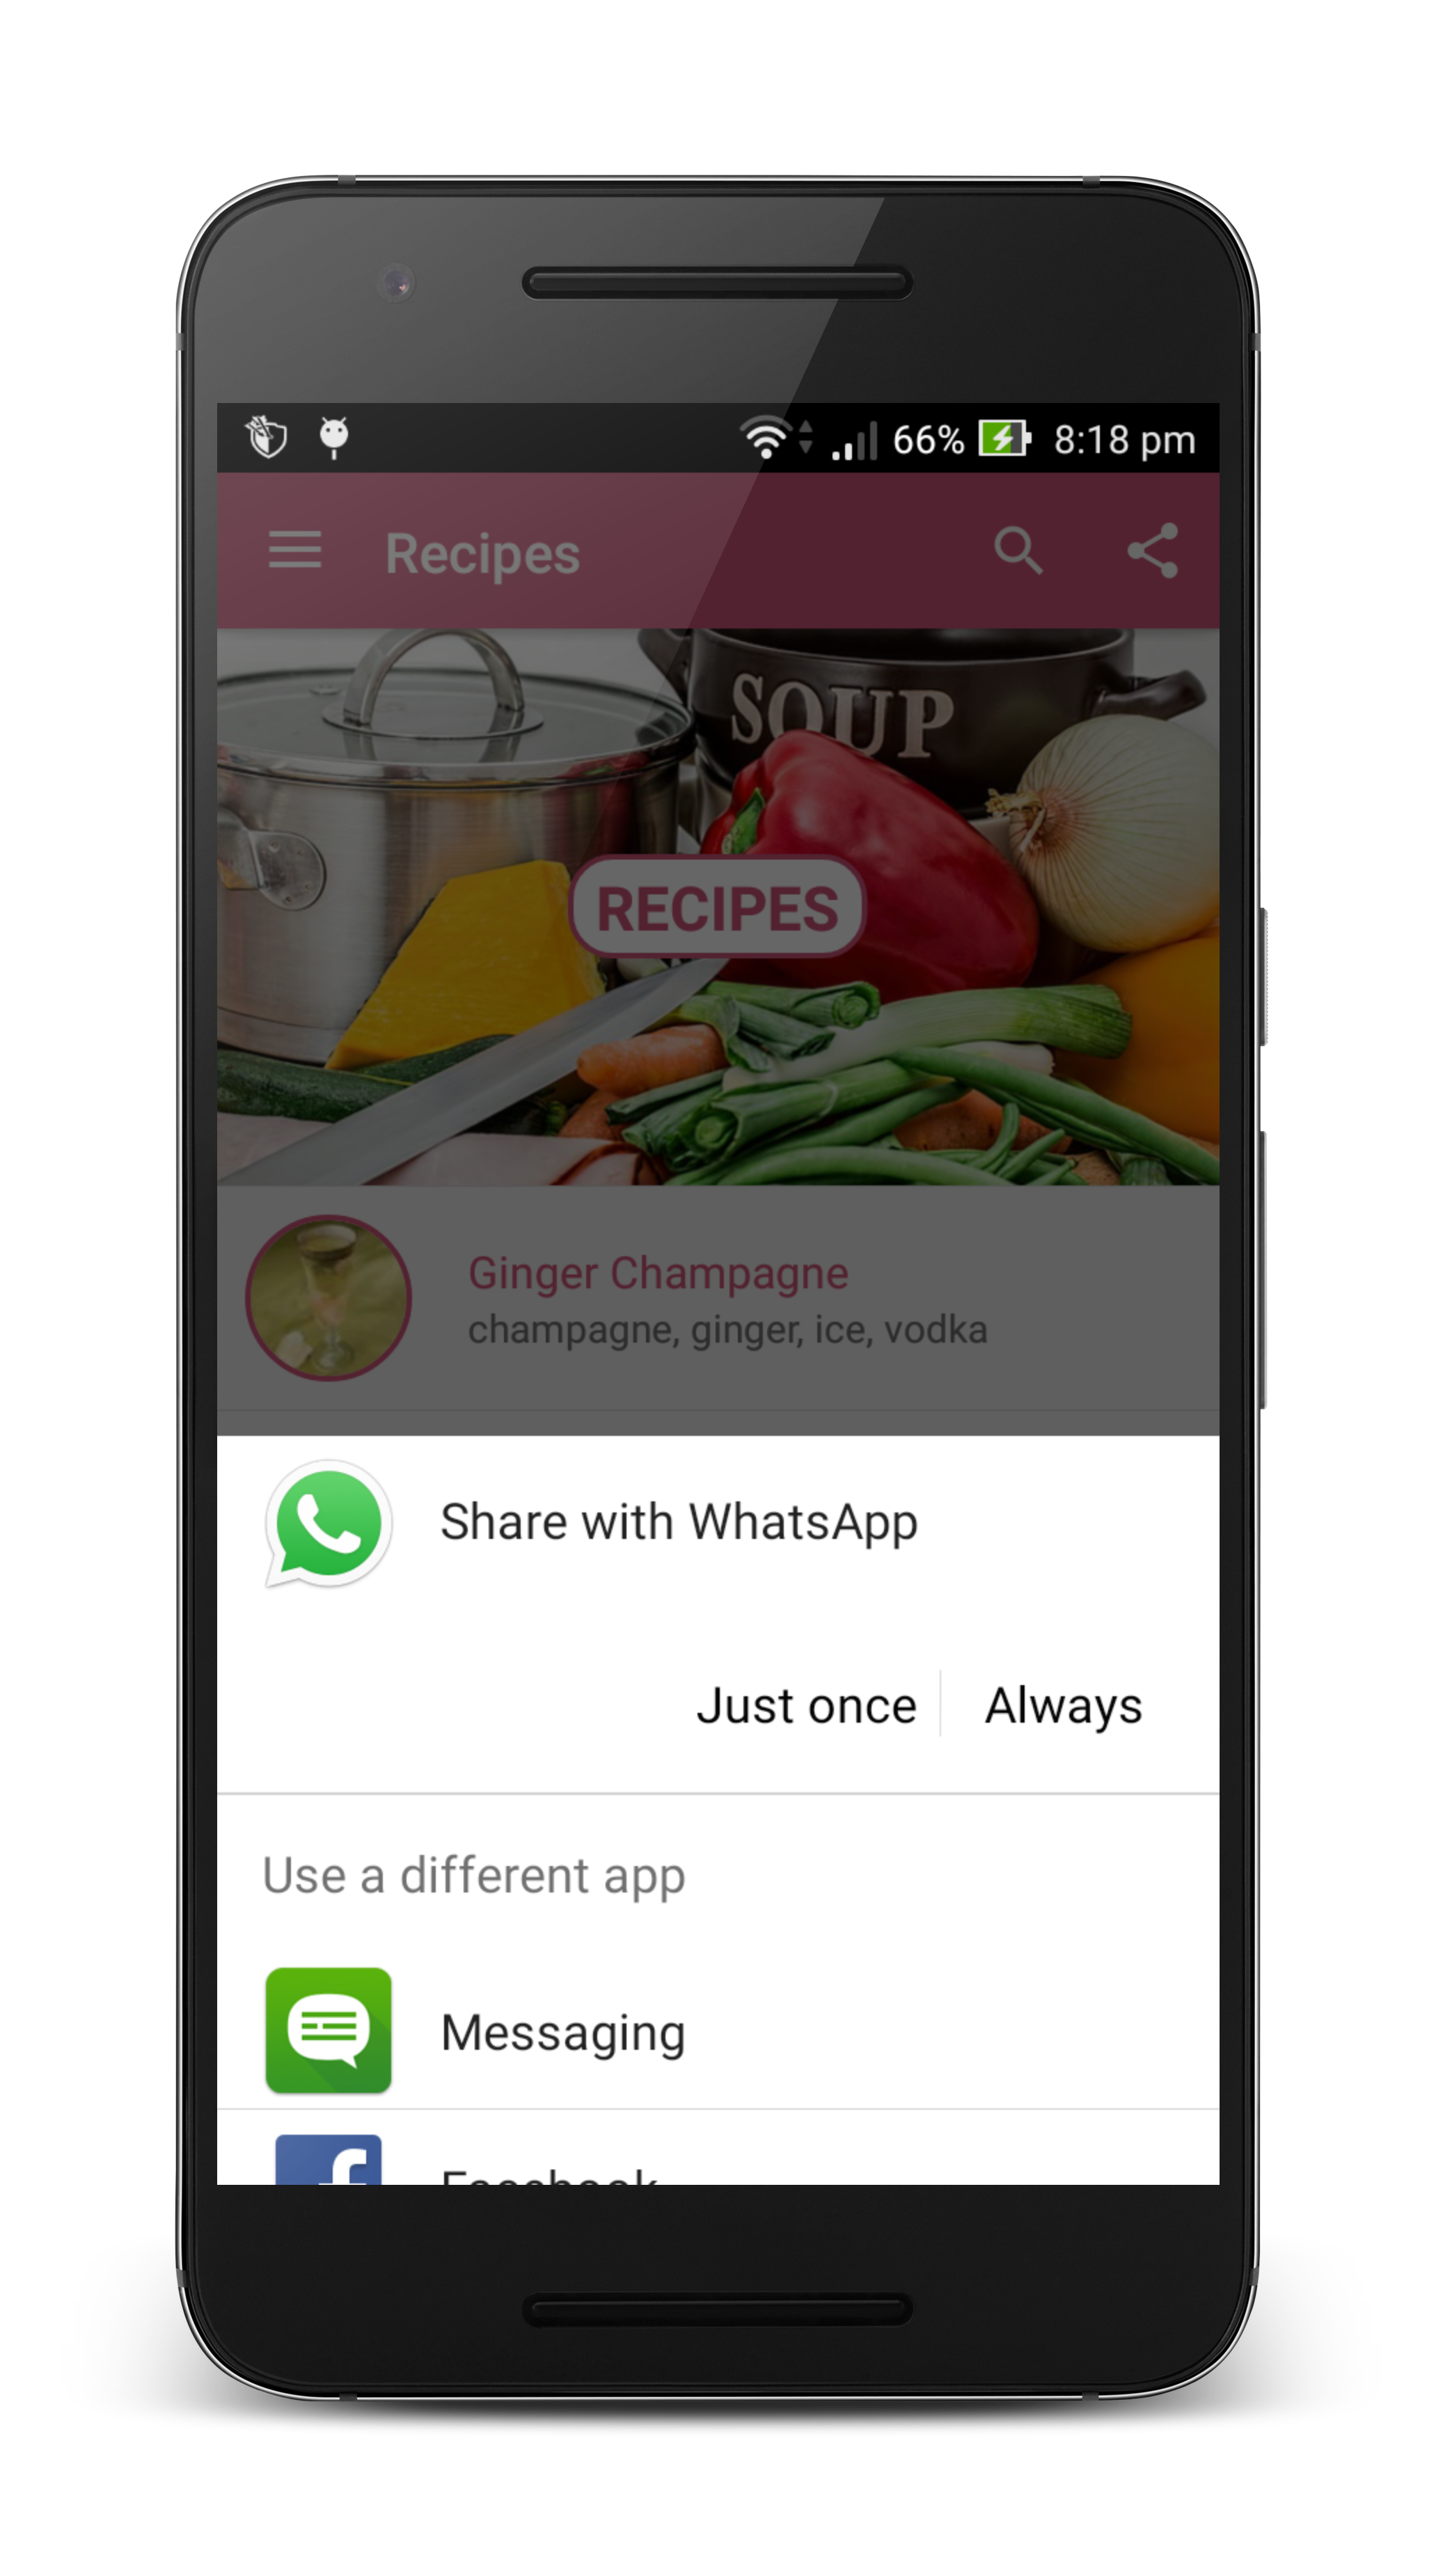 66% 8:18 pm
Recipes
SOUP
RECIPES
Ginger Champagne
champagne, ginger, ice, vodka
Share with WhatsApp
Just once Always
Use a different app
Messaging
Facebook